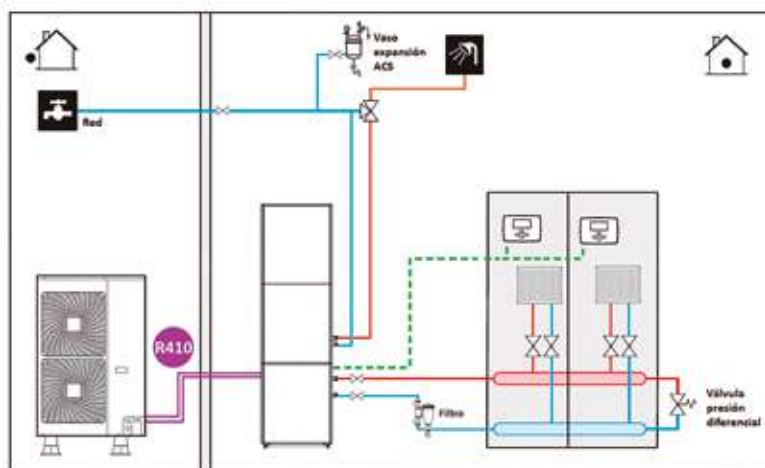 Vaso
expansión
ACS
Red
R410
Filtro
Válvula
presión
diferencial